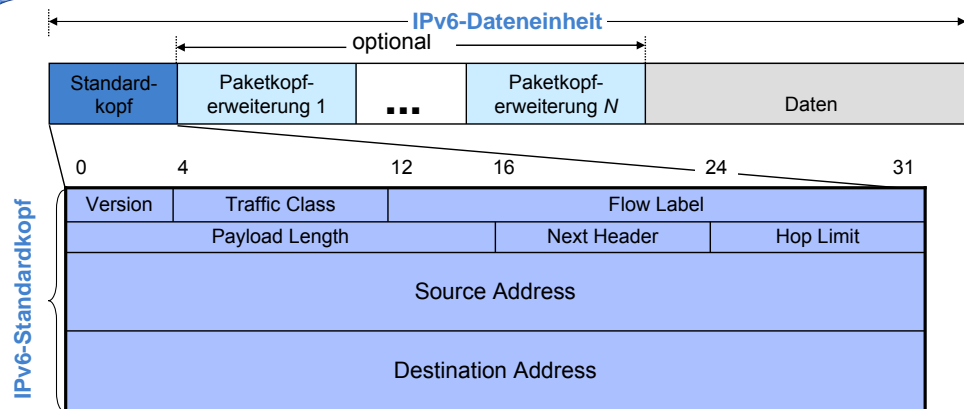 IPv6-Dateneinheit
optional
Standard-
kopf
Paketkopf-
erweiterung 1
...
Paketkopf-
erweiterung N
Daten
0 4 12 16 24 31
IPv6-Standardkopf
Version Traffic Class Flow Label
Payload Length Next Header Hop Limit
Source Address
Destination Address